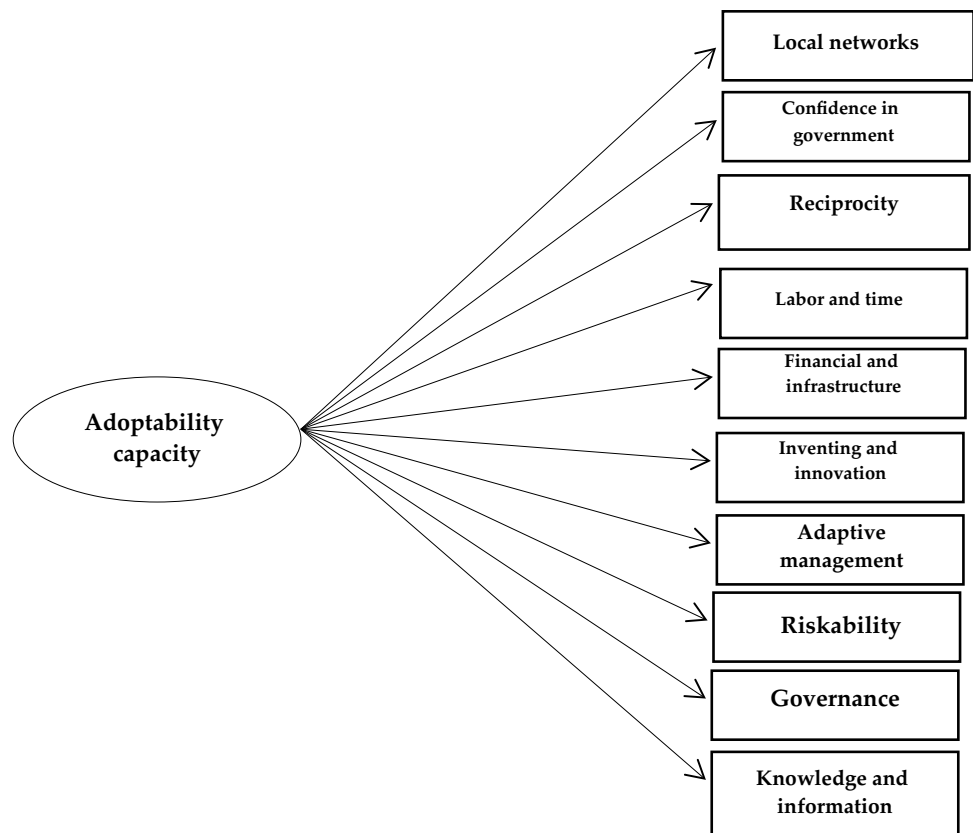 Local networks
Confidence in
government
Reciprocity
Labor and time
Financial and
infrastructure
Adoptability
capacity
Inventing and
innovation
Adaptive
management
Riskability
Governance
Knowledge and
information